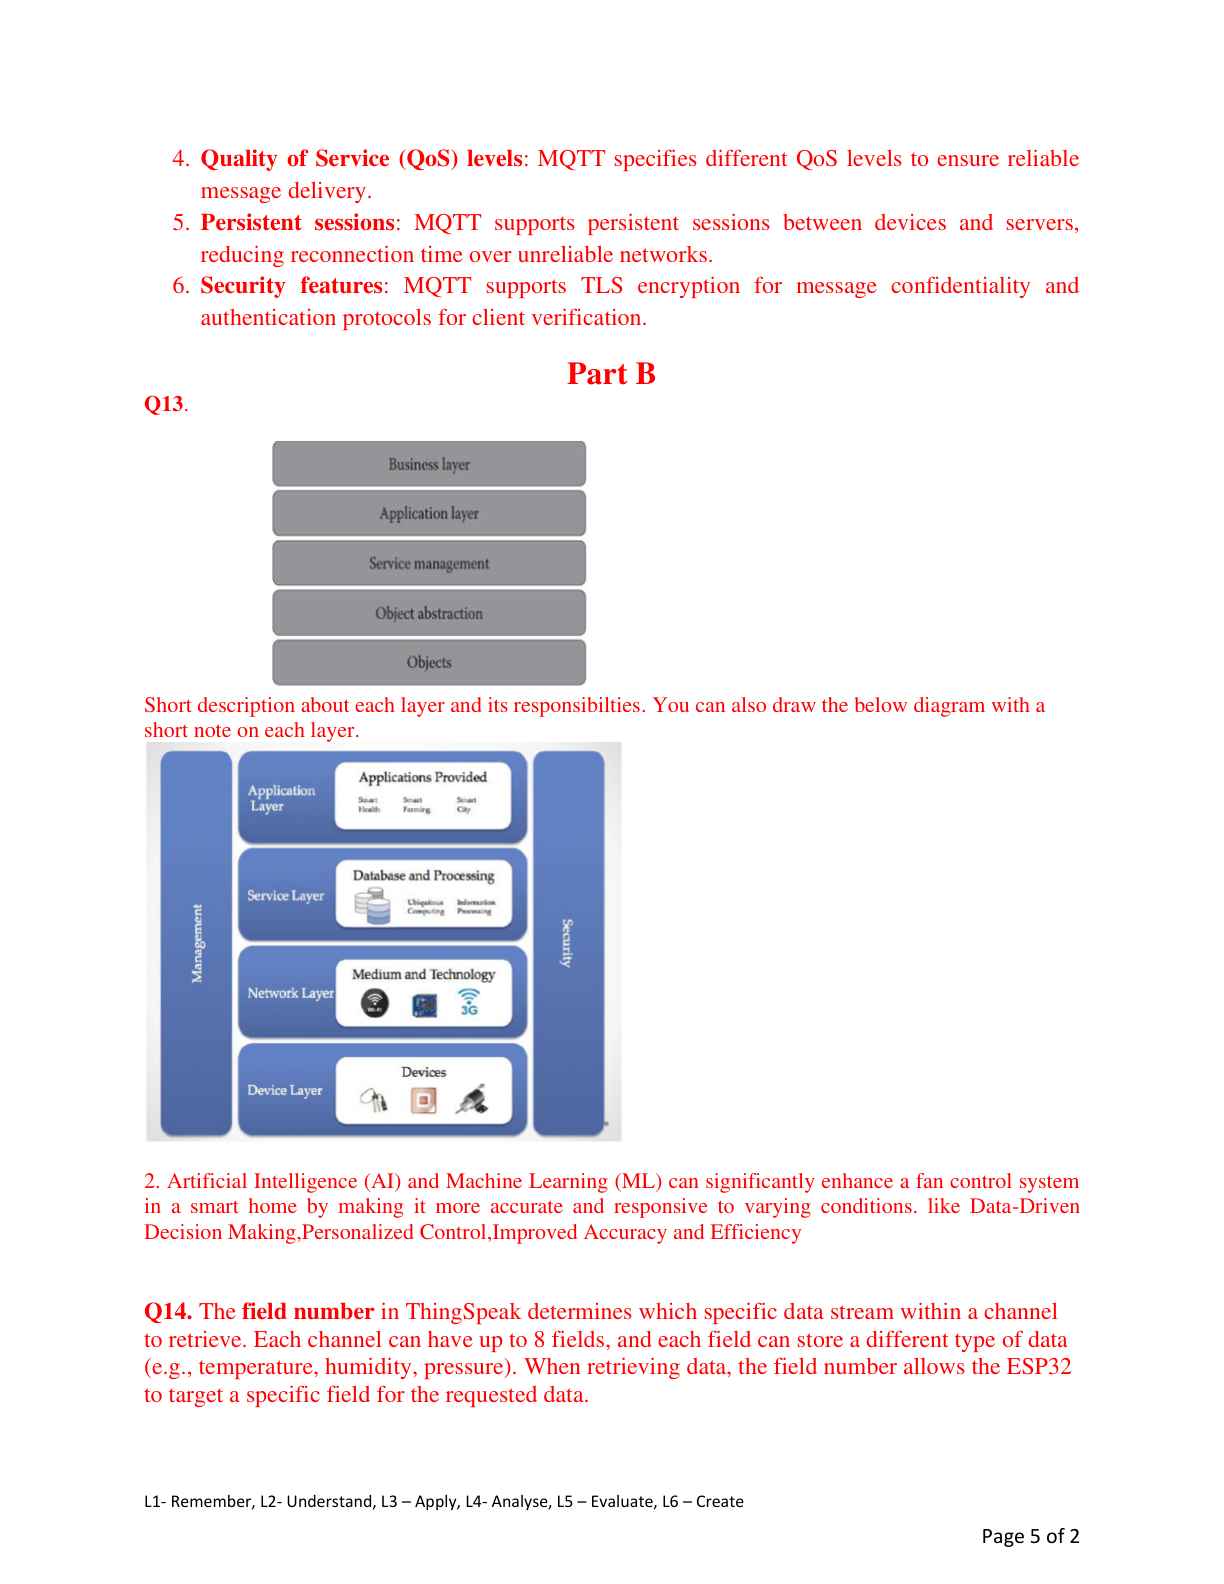 4. Quality of Service (QoS) levels: MQTT specifies different QoS levels to ensure reliable
message delivery.
5. Persistent sessions: MQTT supports persistent sessions between devices and servers,
reducing reconnection time over unreliable networks.
6. Security features: MQTT supports TLS encryption for message confidentiality and
authentication protocols for client verification.
Part B
Q13.
Business layer
Application layer
Service management
Object abstraction
Objects
Short description about each layer and its responsibilties. You can also draw the below diagram with a
short note on each layer.
Management
Application
Layer
Applications Provided
Smart
Health
Smart
Farming
Smart
City
Service Layer
Database and Processing
Ubiquitous
Computing
Information
Processing
Network Layer
Medium and Technology
Wi-Fi
3G
Device Layer
Devices
Security
2. Artificial Intelligence (AI) and Machine Learning (ML) can significantly enhance a fan control system
in a smart home by making it more accurate and responsive to varying conditions. like Data-Driven
Decision Making,Personalized Control,Improved Accuracy and Efficiency
Q14. The field number in ThingSpeak determines which specific data stream within a channel
to retrieve. Each channel can have up to 8 fields, and each field can store a different type of data
(e.g., temperature, humidity, pressure). When retrieving data, the field number allows the ESP32
to target a specific field for the requested data.
L1- Remember, L2- Understand, L3 – Apply, L4- Analyse, L5 – Evaluate, L6 – Create
Page 5 of 2